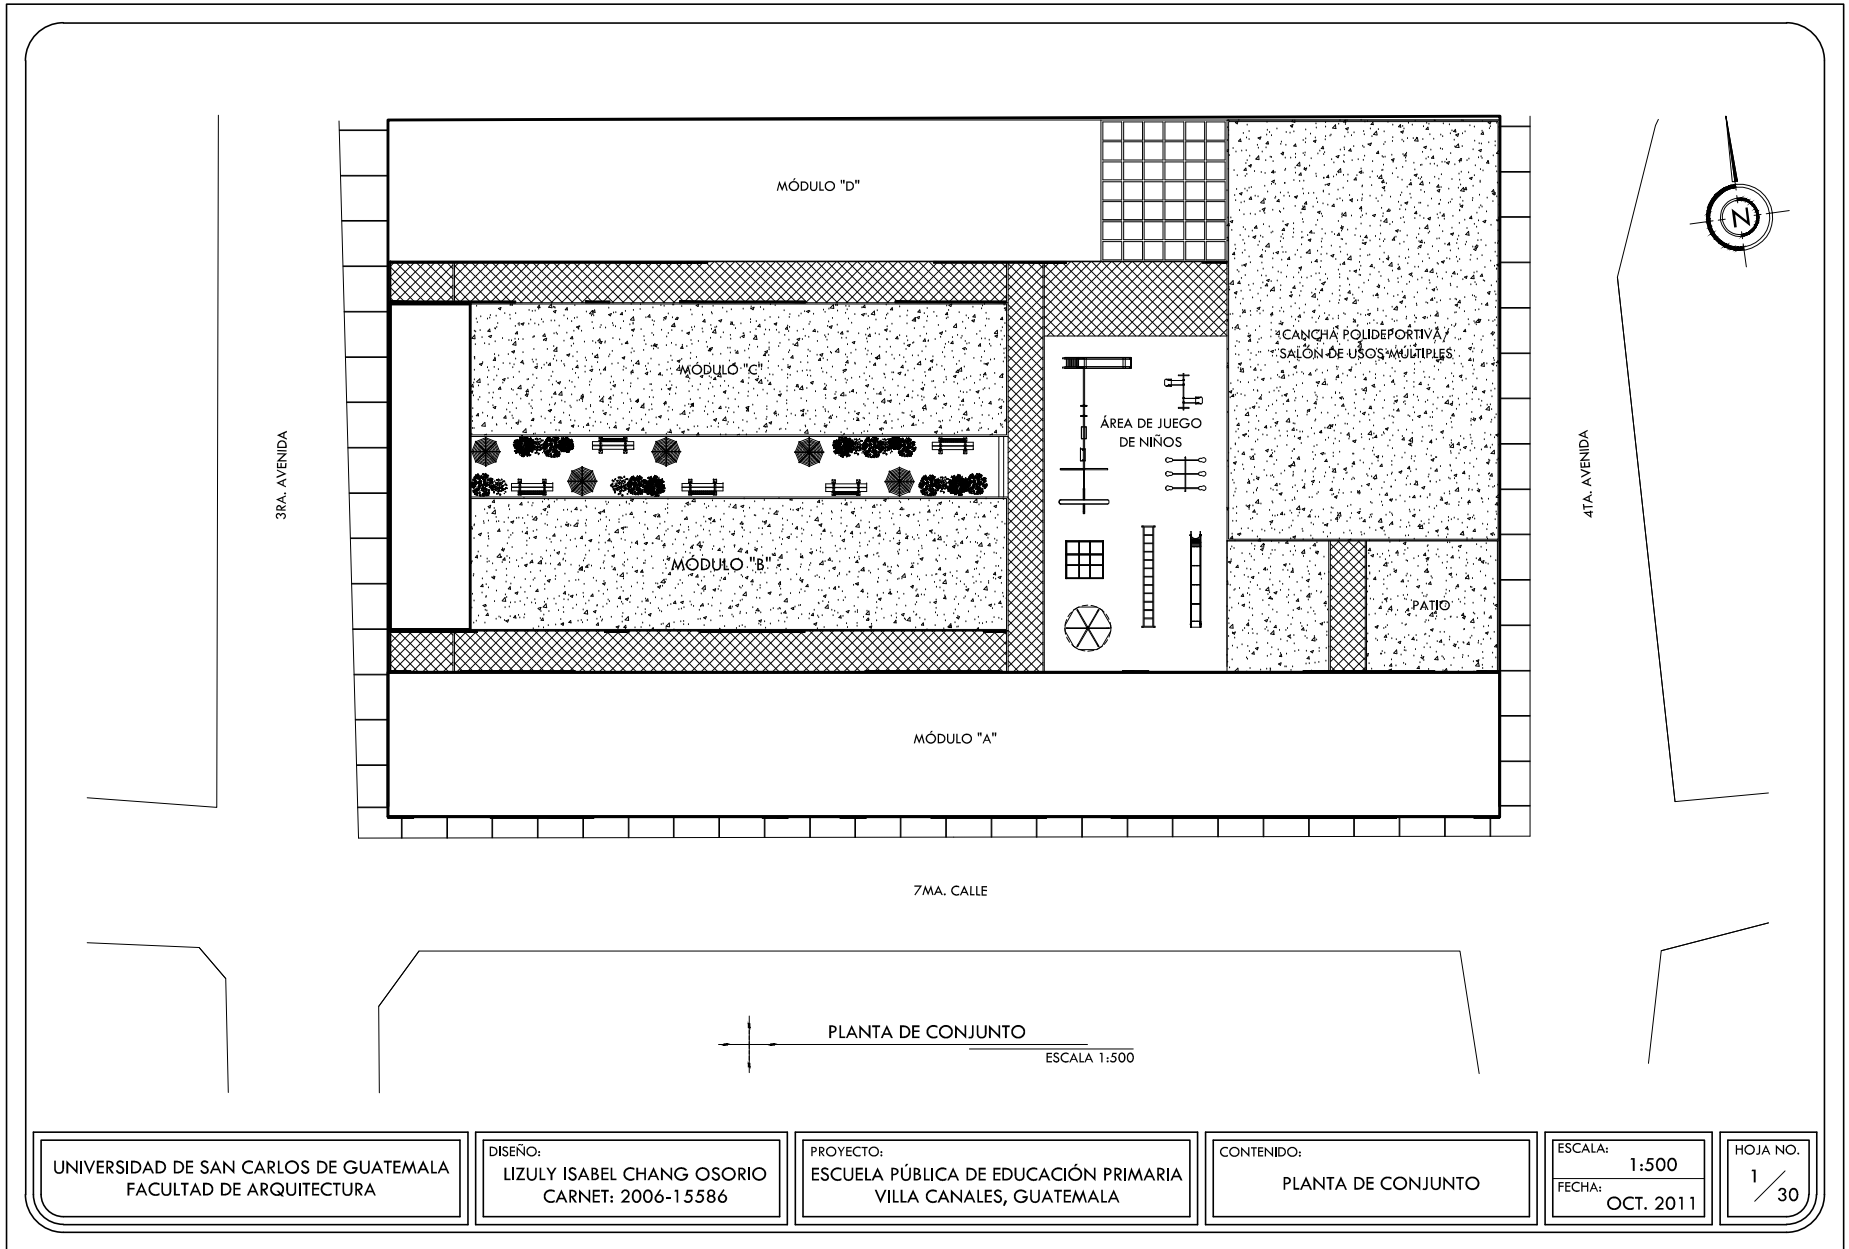 MÓDULO "D"
N
CANCHA POLIDEPORTIVA/
SALÓN DE USOS MÚLTIPLES
MÓDULO "C"
ÁREA DE JUEGO
DE NIÑOS
3RA. AVENIDA
4TA. AVENIDA
MÓDULO "B"
PATIO
MÓDULO "A"
7MA. CALLE
PLANTA DE CONJUNTO
ESCALA 1:500
UNIVERSIDAD DE SAN CARLOS DE GUATEMALA
FACULTAD DE ARQUITECTURA
DISEÑO:
LIZULY ISABEL CHANG OSORIO
CARNET: 2006-15586
PROYECTO:
ESCUELA PÚBLICA DE EDUCACIÓN PRIMARIA
VILLA CANALES, GUATEMALA
CONTENIDO:
PLANTA DE CONJUNTO
ESCALA:
1:500
FECHA:
OCT. 2011
HOJA NO.
1/30